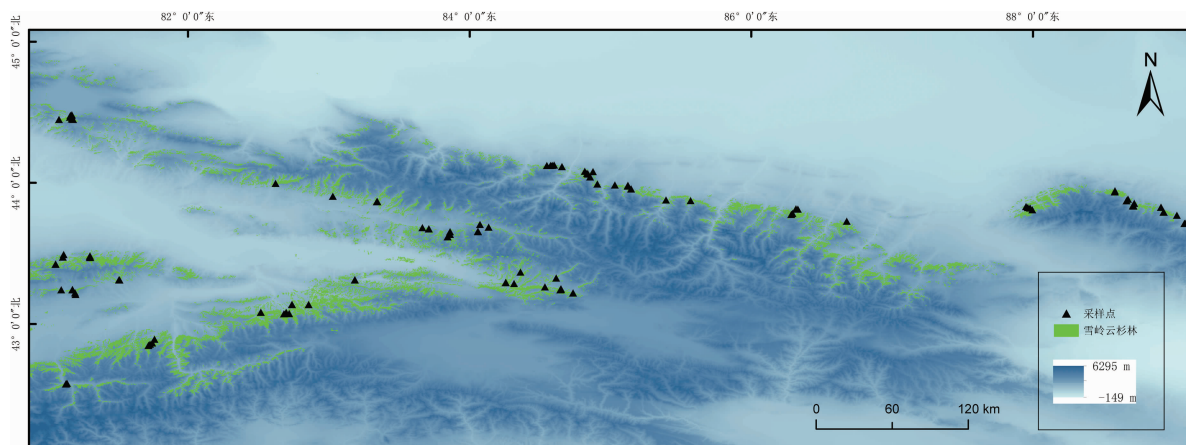 82° 0′0″东
84° 0′0″东
86° 0′0″东
88° 0′0″东
45° 0′0″北
44° 0′0″北
43° 0′0″北
N
采样点
雪岭云杉林
6295 m
-149 m
0 60 120 km